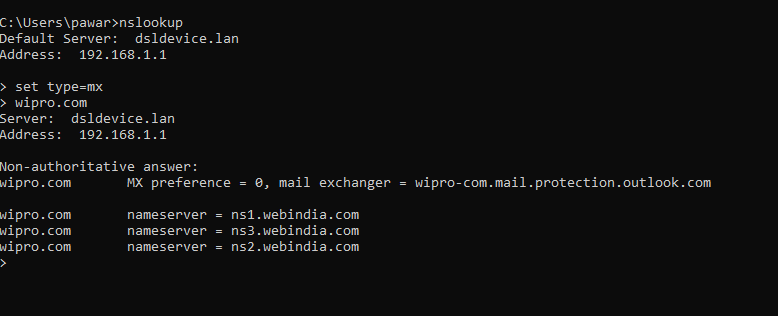 C:\Users\pawar>nslookup
Default Server:  dsldevice.lan
Address:  192.168.1.1
> set type=mx
> wipro.com
Server:  dsldevice.lan
Address:  192.168.1.1
Non-authoritative answer:
wipro.com       MX preference = 0, mail exchanger = wipro-com.mail.protection.outlook.com
wipro.com       nameserver = ns1.webindia.com
wipro.com       nameserver = ns3.webindia.com
wipro.com       nameserver = ns2.webindia.com
>